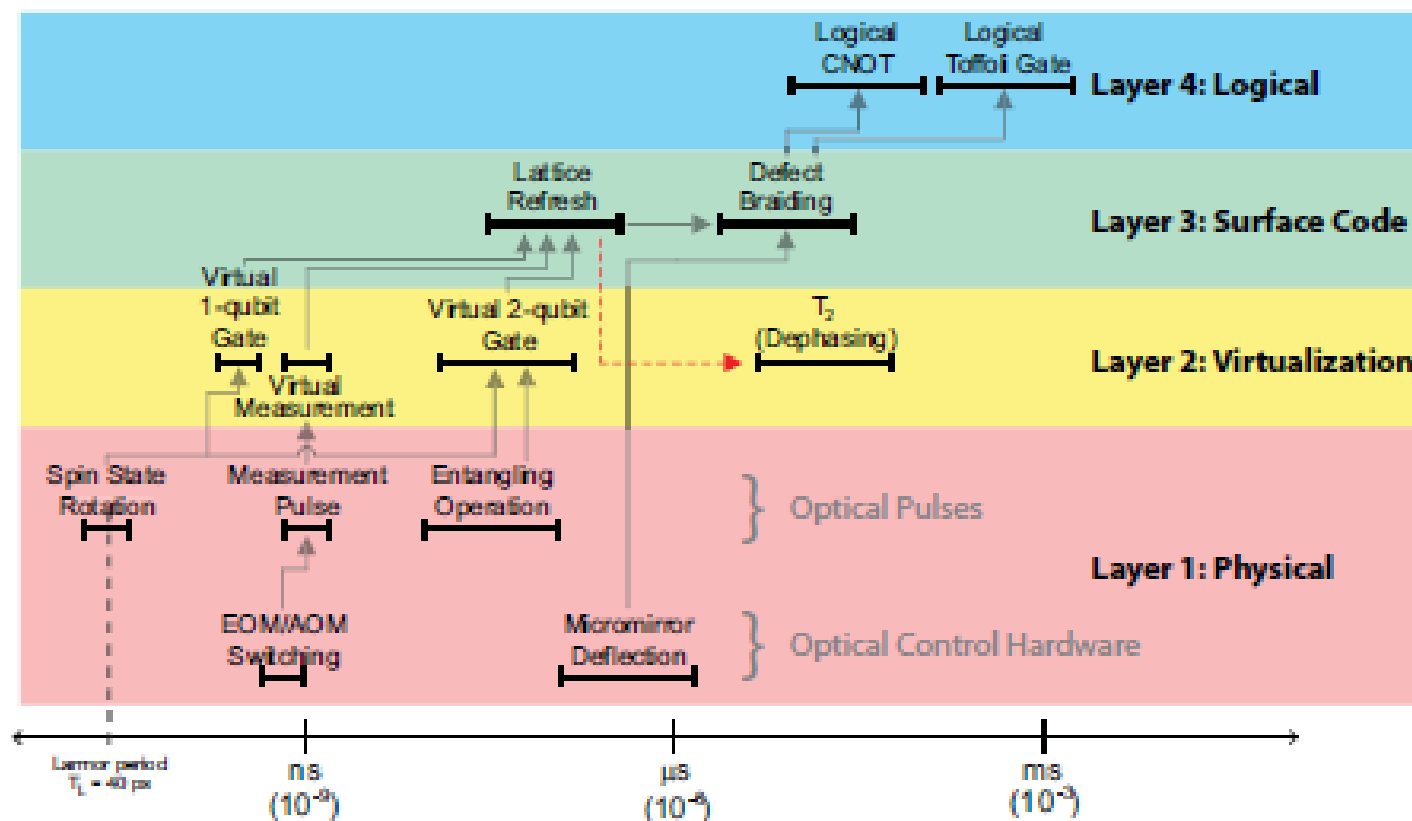 Logical
CNOT
Logical
Toffoli Gate
Layer 4: Logical
Lattice
Refresh
Defect
Braiding
Layer 3: Surface Code
Virtual
1-qubit
Gate
Virtual
Measurement
Virtual 2-qubit
Gate
T₂
(Dephasing)
Layer 2: Virtualization
Spin State
Rotation
Measurement
Pulse
Entangling
Operation
} Optical Pulses
Layer 1: Physical
EOM/AOM
Switching
Micromirror
Deflection
} Optical Control Hardware
Larmor period
T_L = 40 px
ns
(10⁻⁹)
µs
(10⁻⁶)
ms
(10⁻³)